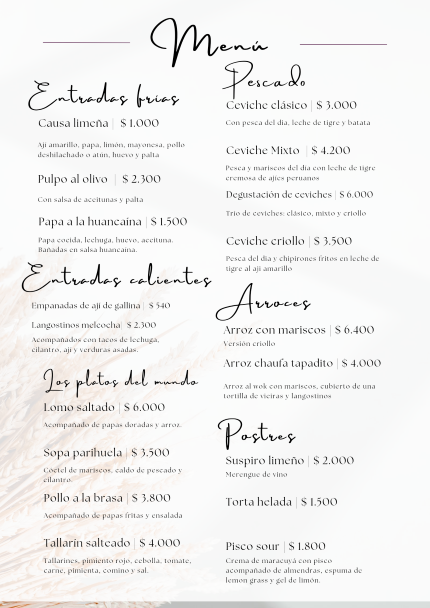 Menú
Entradas frias
Causa limeña | $ 1.000
Ají amarillo, papa, limón, mayonesa, pollo
deshilachado o atún, huevo y palta
Pulpo al olivo | $ 2.300
Con salsa de aceitunas y palta
Papa a la huancaína | $ 1.500
Papa cocida, lechuga, huevo, aceituna.
Bañadas en salsa huancaína.
Entradas calientes
Empanadas de ají de gallina | $ 540
Langostinos melcocha| $ 2.300
Acompañados con tacos de lechuga,
cilantro, ají y verduras asadas.
Los platos del mundo
Lomo saltado | $ 6.000
Acompañado de papas doradas y arroz.
Sopa parihuela | $ 3.500
Coctel de mariscos, caldo de pescado y
cilantro.
Pollo a la brasa | $ 3.800
Acompañado de papas fritas y ensalada
Tallarín salteado | $ 4.000
Tallarines, pimiento rojo, cebolla, tomate,
carne, pimienta, comino y sal.
Pescado
Ceviche clásico | $ 3.000
Con pesca del día, leche de tigre y batata
Ceviche Mixto | $ 4.200
Pesca y mariscos del día con leche de tigre
cremosa de ajíes peruanos
Degustación de ceviches | $ 6.000
Trio de ceviches: clásico, mixto y criollo
Ceviche criollo | $ 3.500
Pesca del día y chipirones fritos en leche de
tigre al ají amarillo
Arroces
Arroz con mariscos | $ 6.400
Versión criollo
Arroz chaufa tapadito | $ 4.000
Arroz al wok con mariscos, cubierto de una
tortilla de vieiras y langostinos
Postres
Suspiro limeño | $ 2.000
Merengue de vino
Torta helada | $ 1.500
Pisco sour | $ 1.800
Crema de maracuyá con pisco
acompañado de almendras, espuma de
lemon grass y gel de limón.